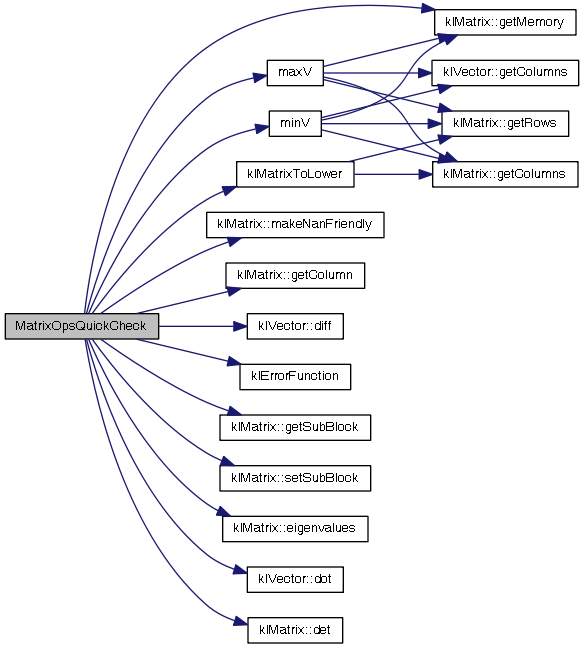 klMatrix::getMemory
maxV
klVector::getColumns
minV
klMatrix::getRows
klMatrixToLower
klMatrix::getColumns
klMatrix::makeNanFriendly
klMatrix::getColumn
MatrixOpsQuickCheck
klVector::diff
klErrorFunction
klMatrix::getSubBlock
klMatrix::setSubBlock
klMatrix::eigenvalues
klVector::dot
klMatrix::det